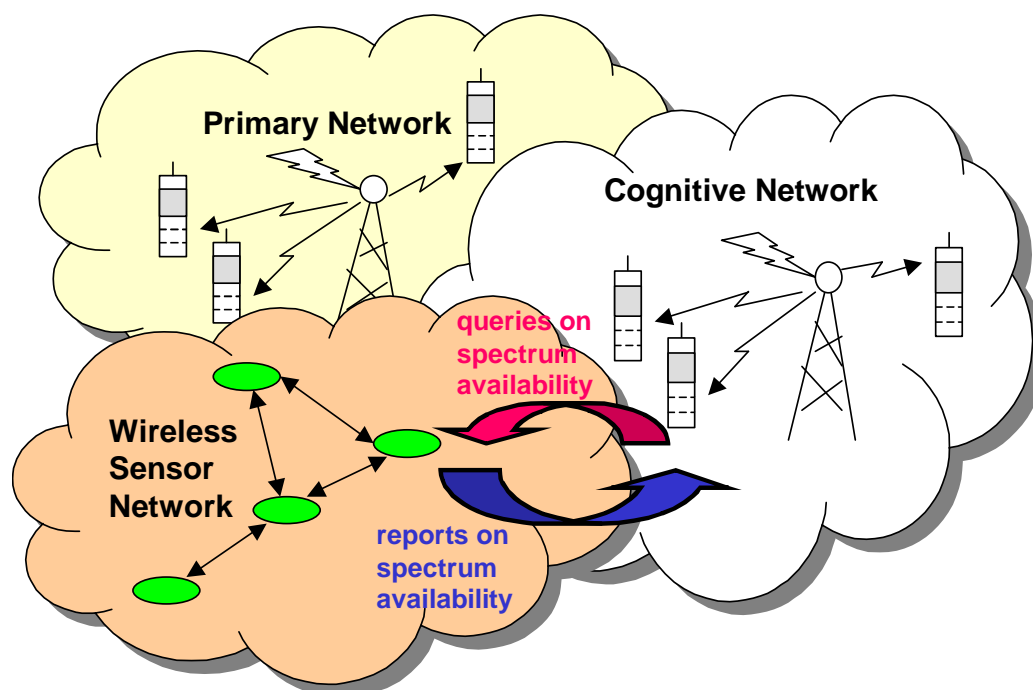 Primary Network
Cognitive Network
queries on
spectrum
availability
Wireless
Sensor
Network
reports on
spectrum
availability